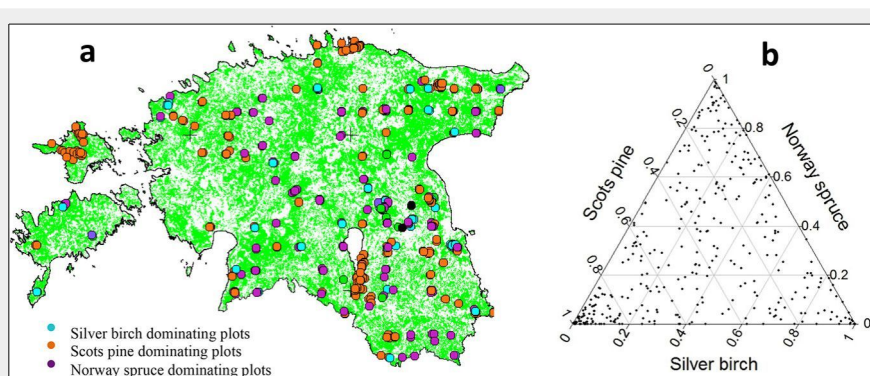 a
b
Silver birch dominating plots
Scots pine dominating plots
Norway spruce dominating plots
Scots pine
Norway spruce
Silver birch
0
0.2
0.4
0.6
0.8
1
1
0.8
0.6
0.4
0.2
0
0
0.2
0.4
0.6
0.8
1